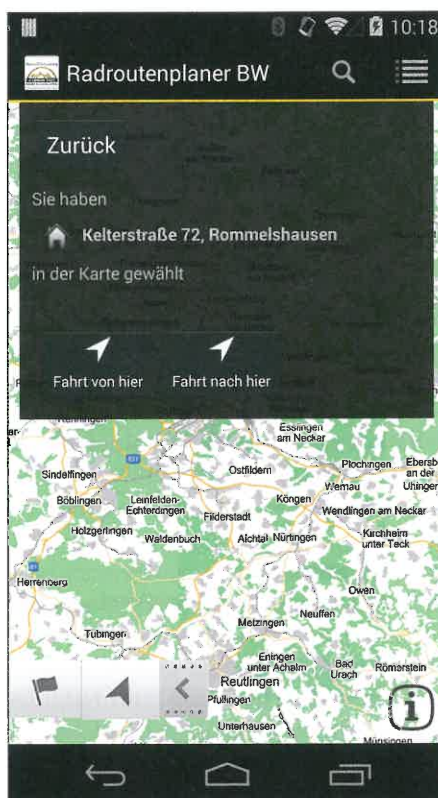 10:18
Radroutenplaner BW
Zurück
Sie haben
Kelterstraße 72, Rommelshausen
in der Karte gewählt
Fahrt von hier Fahrt nach hier
Esslingen
am Neckar
Sindelfingen
Ostfildern
Plochingen
Ebersb
an der
Böblingen
Leinfelden-
Echterdingen
Köngen
Wernau
Uhingen
Filderstadt
Wendlingen am Neckar
Holzgerlingen
Waldenbuch
Aichtal Nürtingen
Kirchheim
unter Teck
Herrenberg
Owen
Neuffen
Metzingen
Tübingen
Eningen
unter Achalm
Bad
Urach
Römerstein
Reutlingen
Pfullingen
Unterhausen
Münsingen